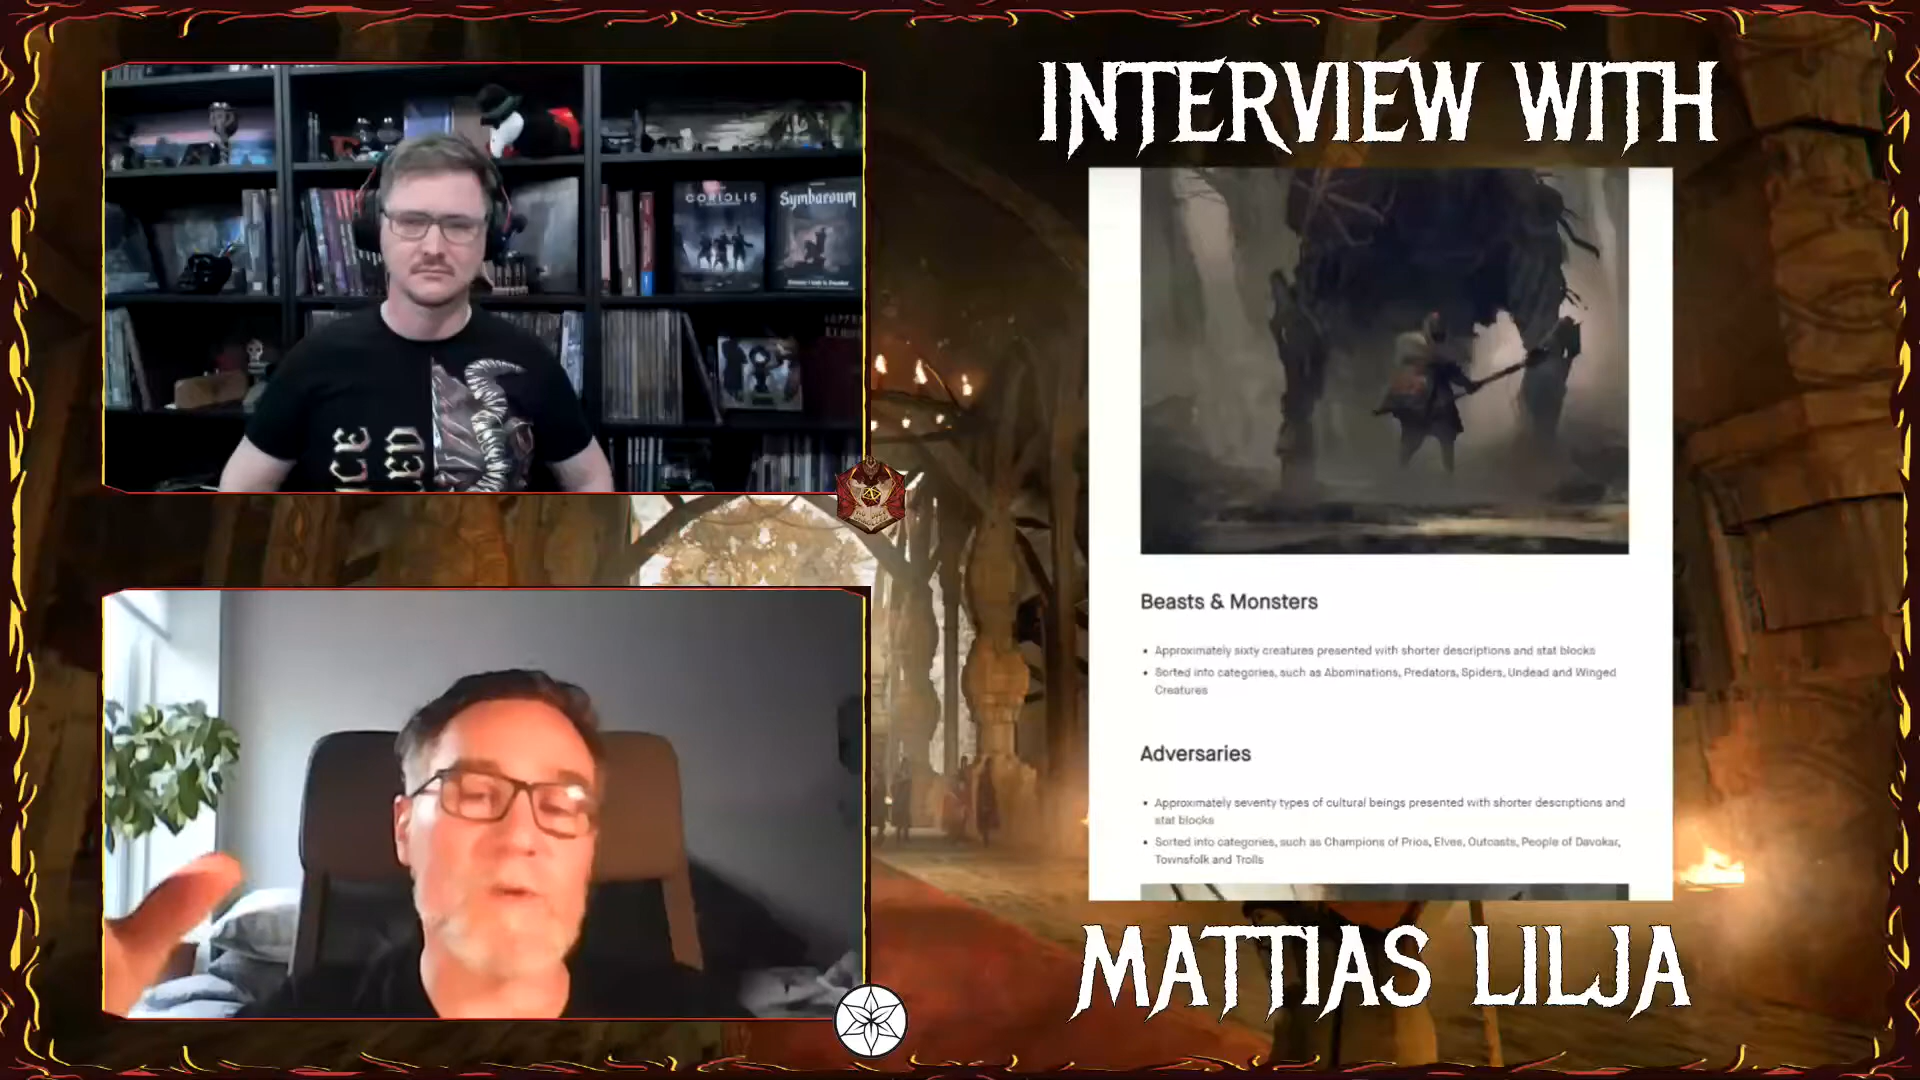 INTERVIEW WITH
CORIOLIS
Symbaroum
Beasts & Monsters
• Approximately sixty creatures presented with shorter descriptions and stat blocks
• Sorted into categories, such as Abominations, Predators, Spiders, Undead and Winged
Creatures
Adversaries
• Approximately seventy types of cultural beings presented with shorter descriptions and
stat blocks
• Sorted into categories, such as Champions of Prios, Elves, Outcasts, People of Davokar,
Townsfolk and Trolls
MATTIAS LILJA